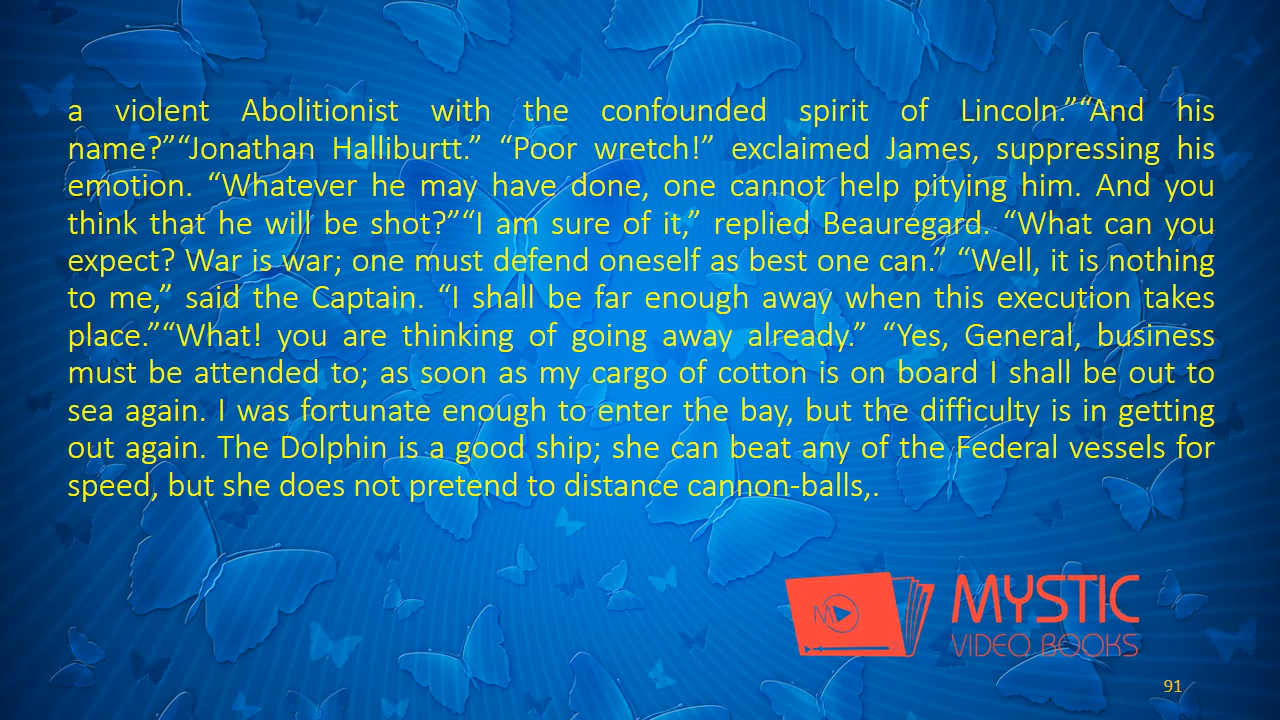 a violent Abolitionist with the confounded spirit of Lincoln.”“And his
name?”“Jonathan Halliburtt.” “Poor wretch!” exclaimed James, suppressing his
emotion. “Whatever he may have done, one cannot help pitying him. And you
think that he will be shot?”“I am sure of it,” replied Beauregard. “What can you
expect? War is war; one must defend oneself as best one can.” “Well, it is nothing
to me,” said the Captain. “I shall be far enough away when this execution takes
place.”“What! you are thinking of going away already.” “Yes, General, business
must be attended to; as soon as my cargo of cotton is on board I shall be out to
sea again. I was fortunate enough to enter the bay, but the difficulty is in getting
out again. The Dolphin is a good ship; she can beat any of the Federal vessels for
speed, but she does not pretend to distance cannon-balls,.
M
MYSTIC
VIDEO BOOKS
91